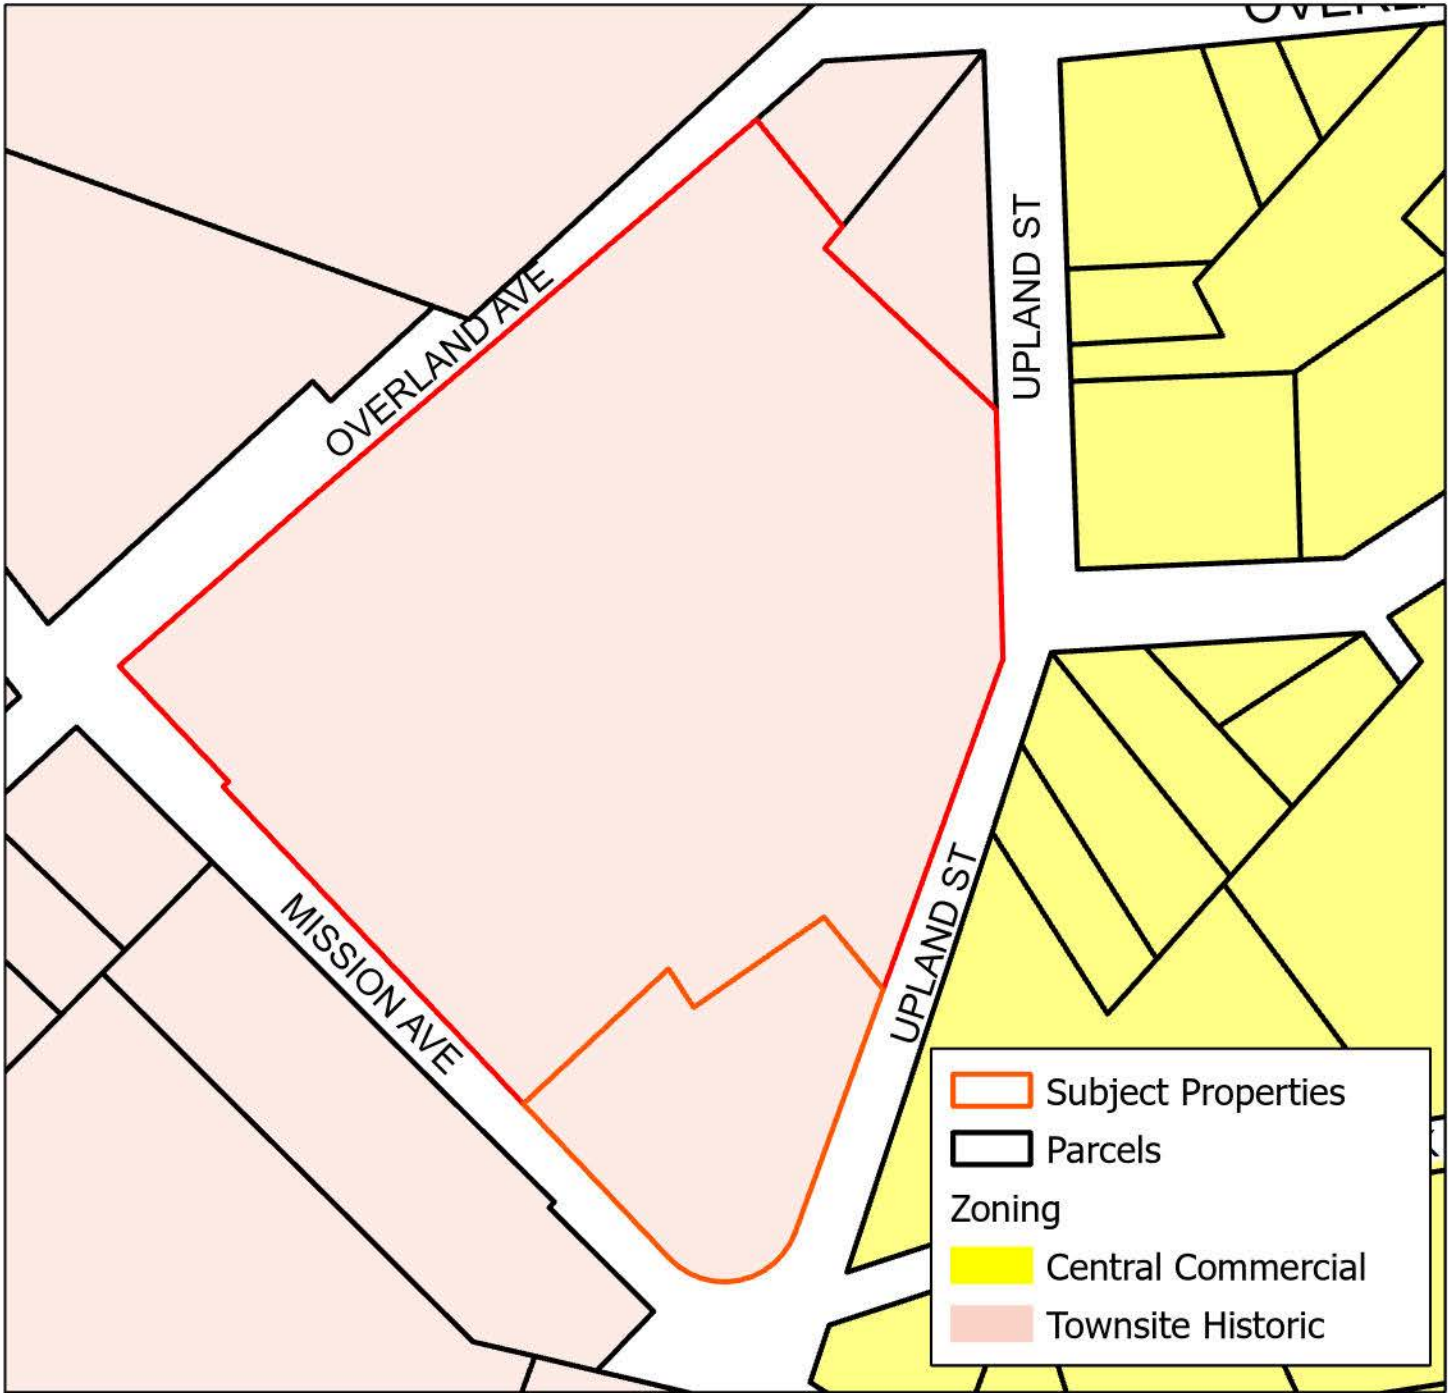 OVERLAND AVE
UPLAND ST
MISSION AVE
UPLAND ST
Subject Properties
Parcels
Zoning
Central Commercial
Townsite Historic